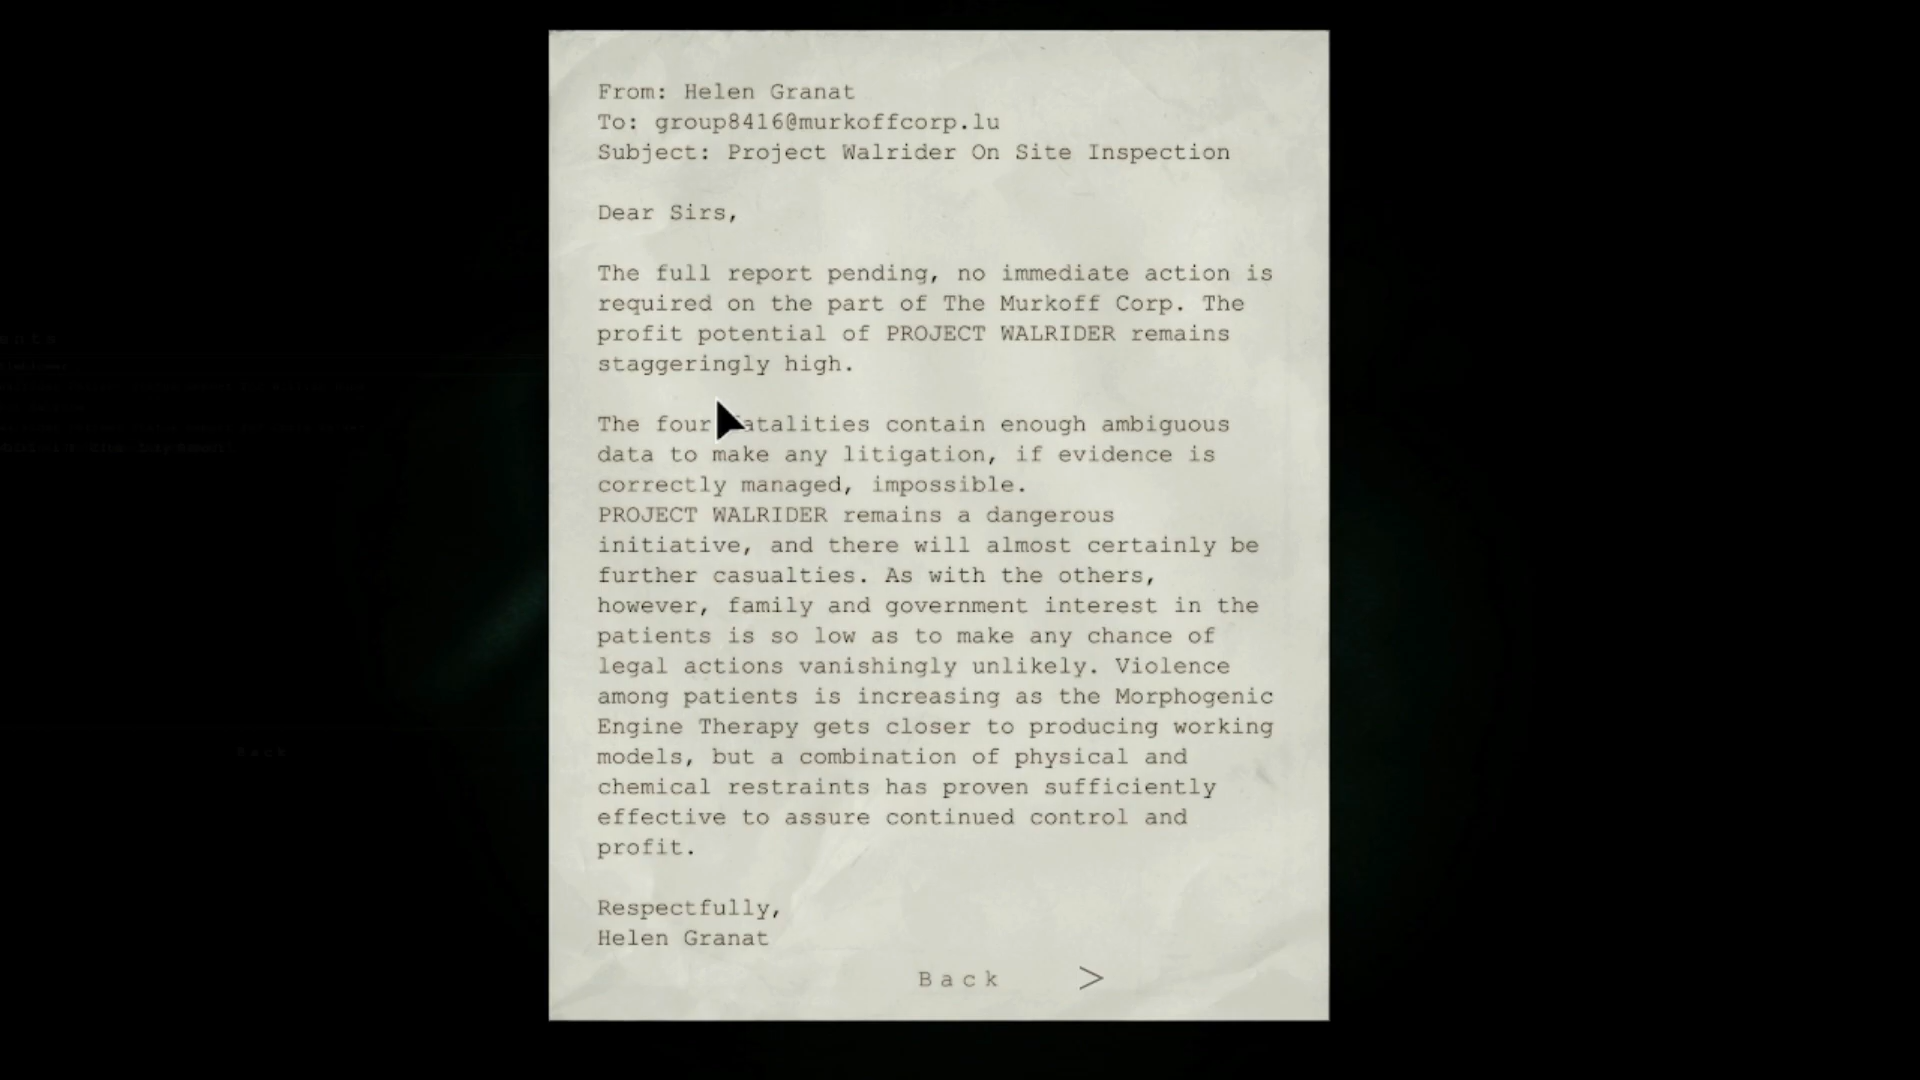 From: Helen Granat
To: group8416@murkoffcorp.lu
Subject: Project Walrider On Site Inspection
Dear Sirs,
The full report pending, no immediate action is
required on the part of The Murkoff Corp. The
profit potential of PROJECT WALRIDER remains
staggeringly high.
The four atalities contain enough ambiguous
data to make any litigation, if evidence is
correctly managed, impossible.
PROJECT WALRIDER remains a dangerous
initiative, and there will almost certainly be
further casualties. As with the others,
however, family and government interest in the
patients is so low as to make any chance of
legal actions vanishingly unlikely. Violence
among patients is increasing as the Morphogenic
Engine Therapy gets closer to producing working
models, but a combination of physical and
chemical restraints has proven sufficiently
effective to assure continued control and
profit.
Respectfully,
Helen Granat
Back >
Back